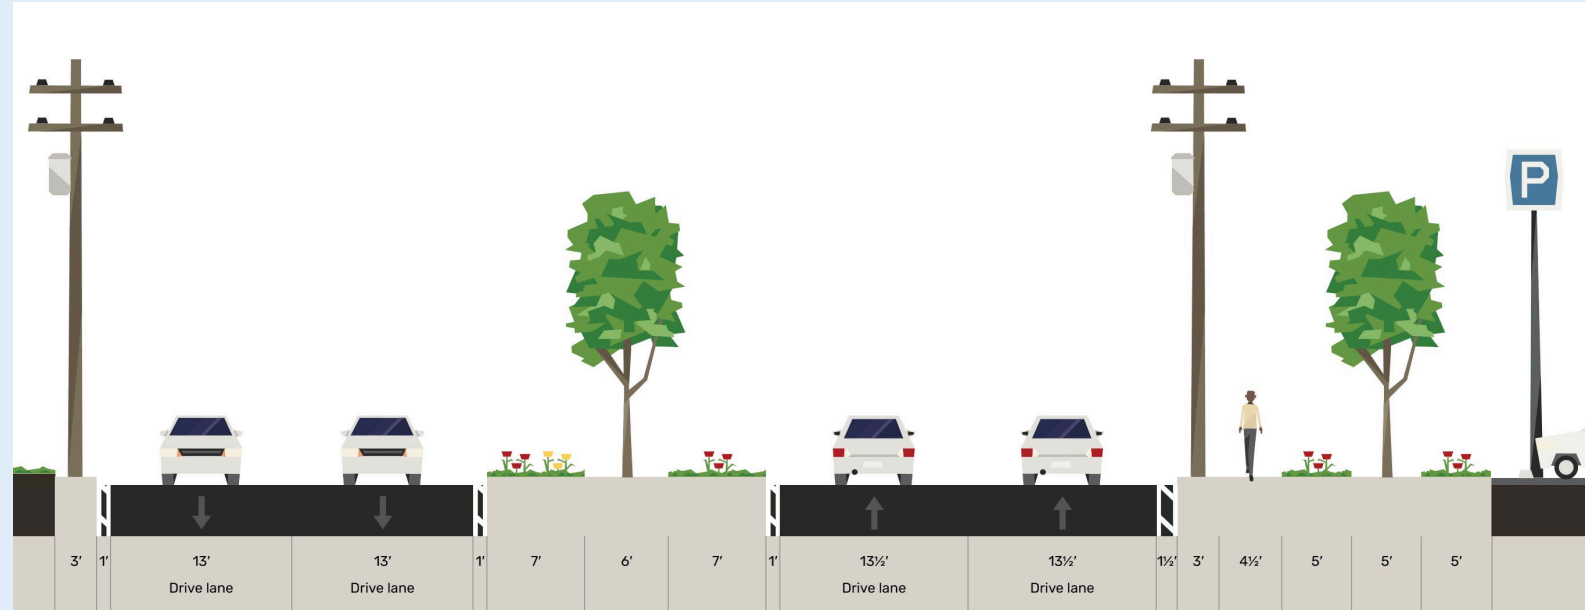 P
3′ 1′ 13′ 13′ 1′ 7′ 6′ 7′ 1′ 13½′ 13½′ 1½′ 3′ 4½′ 5′ 5′ 5′
Drive lane Drive lane Drive lane Drive lane